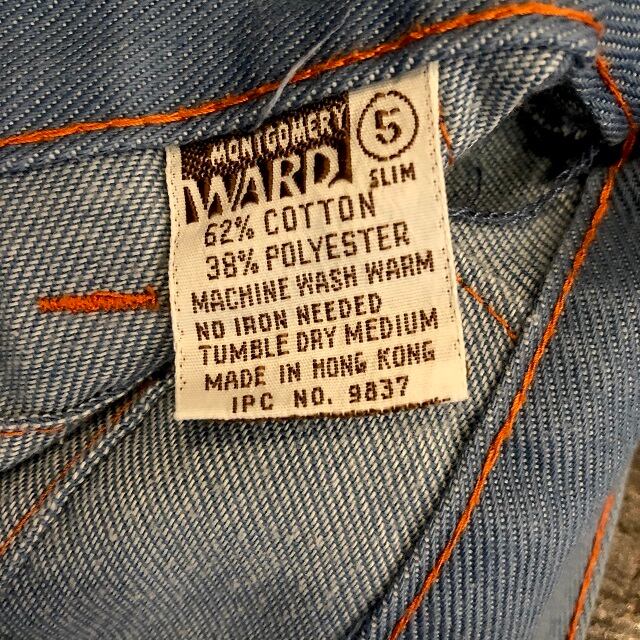 MONTGOMERY
WARD
5
SLIM
62% COTTON
38% POLYESTER
MACHINE WASH WARM
NO IRON NEEDED
TUMBLE DRY MEDIUM
MADE IN HONG KONG
IPC NO. 9837